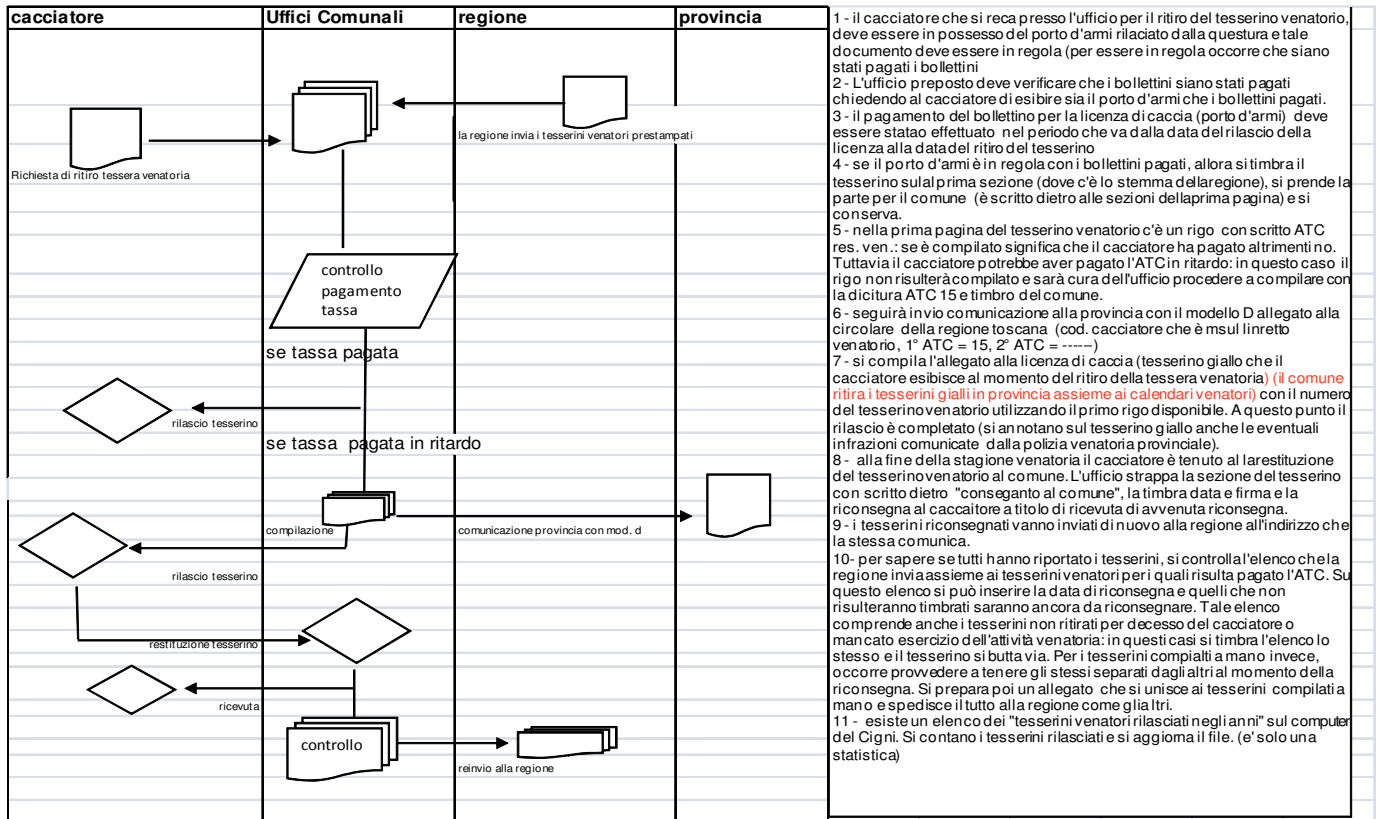 cacciatore
Uffici Comunali
regione
provincia
la regione invia i tesserini venatori prestampati
Richiesta di ritiro tessera venatoria
controllo
pagamento
tassa
se tassa pagata
rilascio tesserino
se tassa pagata in ritardo
compilazione
comunicazione provincia con mod. d
rilascio tesserino
restituzione tesserino
ricevuta
controllo
reinvio alla regione
1 - il cacciatore che si reca presso l'ufficio per il ritiro del tesserino venatorio,
deve essere in possesso del porto d'armi rilaciato dalla questura e tale
documento deve essere in regola (per essere in regola occorre che siano
stati pagati i bollettini
2 - L'ufficio preposto deve verificare che i bollettini siano stati pagati
chiedendo al cacciatore di esibire sia il porto d'armi che i bollettini pagati.
3 - il pagamento del bollettino per la licenza di caccia (porto d'armi) deve
essere statao effettuato nel periodo che va dalla data del rilascio della
licenza alla data del ritiro del tesserino
4 - se il porto d'armi è in regola con i bollettini pagati, allora si timbra il
tesserino sulal prima sezione (dove c'è lo stemma dellaregione), si prende la
parte per il comune (è scritto dietro alle sezioni dellaprima pagina) e si
conserva.
5 - nella prima pagina del tesserino venatorio c'è un rigo con scritto ATC
res. ven.: se è compilato significa che il cacciatore ha pagato altrimenti no.
Tuttavia il cacciatore potrebbe aver pagato l'ATC in ritardo: in questo caso il
rigo non risulterà compilato e sarà cura dell'ufficio procedere a compilare con
la dicitura ATC 15 e timbro del comune.
6 - seguirà invio comunicazione alla provincia con il modello D allegato alla
circolare della regione toscana (cod. cacciatore che è msul linretto
venatorio, 1° ATC = 15, 2° ATC = ------)
7 - si compila l'allegato alla licenza di caccia (tesserino giallo che il
cacciatore esibisce al momento del ritiro della tessera venatoria) (il comune
ritira i tesserini gialli in provincia assieme ai calendari venatori) con il numero
del tesserino venatorio utilizzando il primo rigo disponibile. A questo punto il
rilascio è completato (si annotano sul tesserino giallo anche le eventuali
infrazioni comunicate dalla polizia venatoria provinciale).
8 - alla fine della stagione venatoria il cacciatore è tenuto al larestituzione
del tesserino venatorio al comune. L'ufficio strappa la sezione del tesserino
con scritto dietro "conseganto al comune", la timbra data e firma e la
riconsegna al caccaitore a titolo di ricevuta di avvenuta riconsegna.
9 - i tesserini riconsegnati vanno inviati di nuovo alla regione all'indirizzo che
la stessa comunica.
10- per sapere se tutti hanno riportato i tesserini, si controlla l'elenco che la
regione invia assieme ai tesserini venatori per i quali risulta pagato l'ATC. Su
questo elenco si può inserire la data di riconsegna e quelli che non
risulteranno timbrati saranno ancora da riconsegnare. Tale elenco
comprende anche i tesserini non ritirati per decesso del cacciatore o
mancato esercizio dell'attività venatoria: in questi casi si timbra l'elenco lo
stesso e il tesserino si butta via. Per i tesserini compialti a mano invece,
occorre provvedere a tenere gli stessi separati dagli altri al momento della
riconsegna. Si prepara poi un allegato che si unisce ai tesserini compilati a
mano e spedisce il tutto alla regione come gli altri.
11 - esiste un elenco dei "tesserini venatori rilasciati negli anni" sul computer
del Cigni. Si contano i tesserini rilasciati e si aggiorna il file. (e' solo una
statistica)